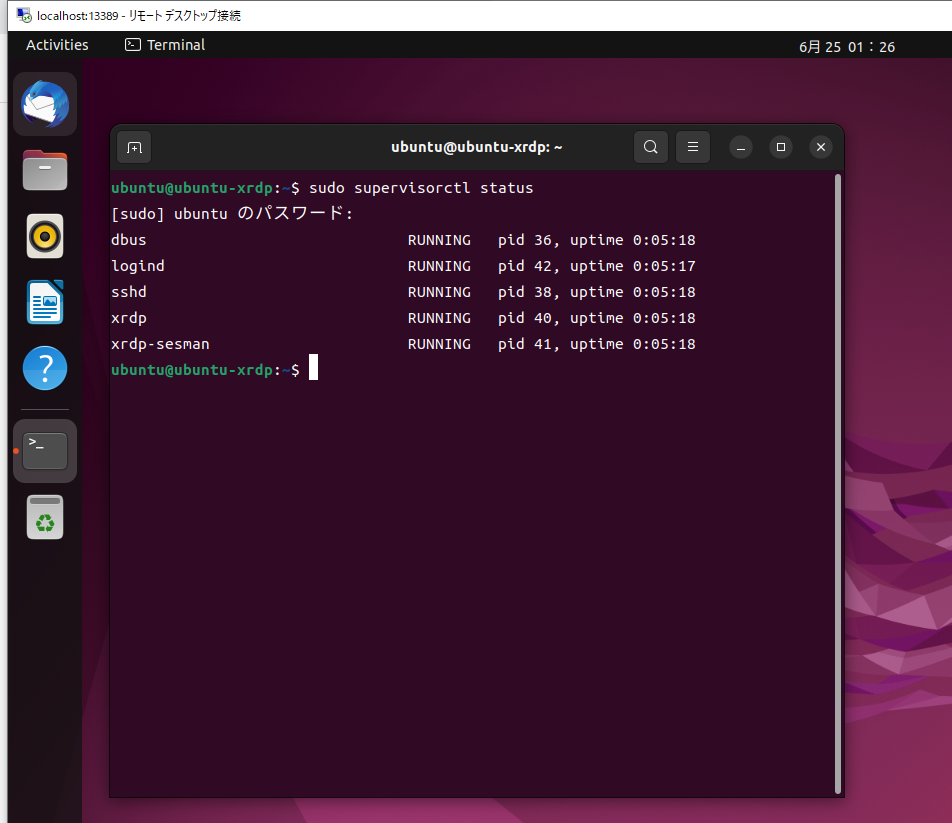 localhost:13389 - リモート デスクトップ接続
Activities Terminal 6月 25 01：26
ubuntu@ubuntu-xrdp: ~
ubuntu@ubuntu-xrdp:~$ sudo supervisorctl status
[sudo] ubuntu のパスワード:
dbus RUNNING pid 36, uptime 0:05:18
logind RUNNING pid 42, uptime 0:05:17
sshd RUNNING pid 38, uptime 0:05:18
xrdp RUNNING pid 40, uptime 0:05:18
xrdp-sesman RUNNING pid 41, uptime 0:05:18
ubuntu@ubuntu-xrdp:~$